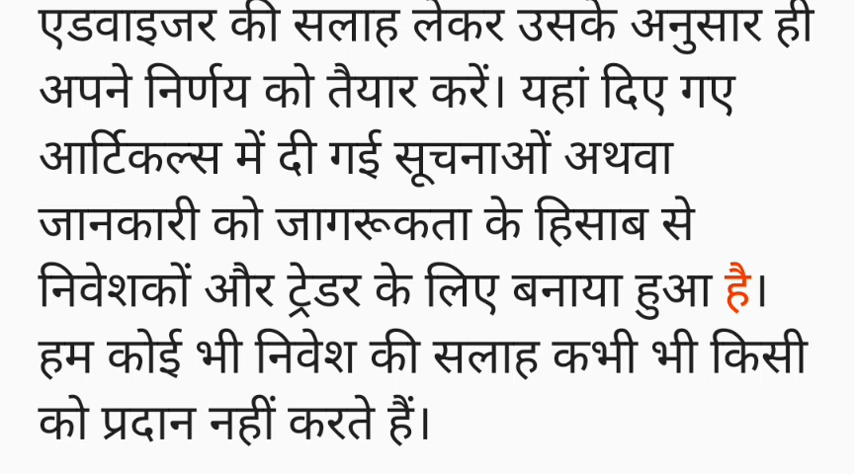 एडवाइजर की सलाह लेकर उसके अनुसार ही
अपने निर्णय को तैयार करें। यहां दिए गए
आर्टिकल्स में दी गई सूचनाओं अथवा
जानकारी को जागरूकता के हिसाब से
निवेशकों और ट्रेडर के लिए बनाया हुआ है।
हम कोई भी निवेश की सलाह कभी भी किसी
को प्रदान नहीं करते हैं।